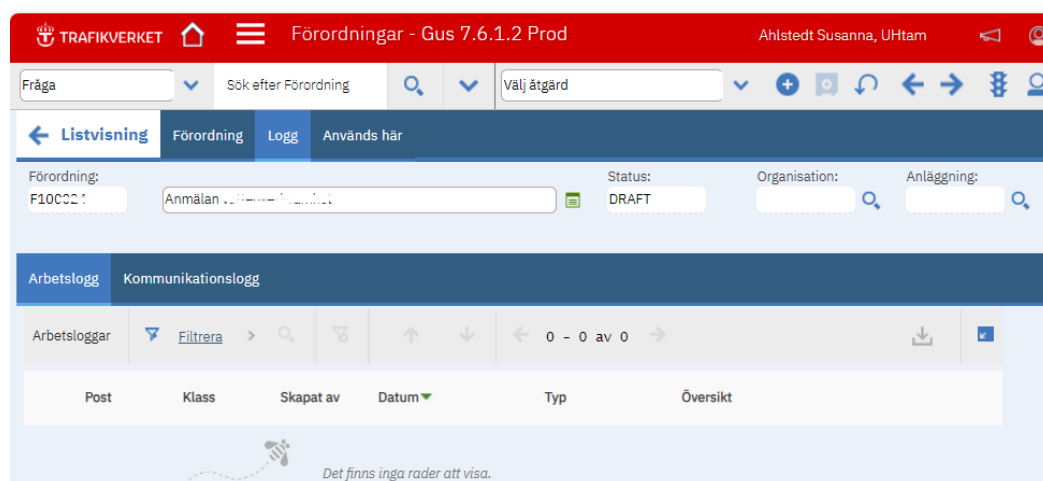 TRAFIKVERKET Förordningar - Gus 7.6.1.2 Prod Ahlstedt Susanna, UHtam
Fråga Sök efter Förordning Välj åtgärd
Listvisning Förordning Logg Används här
Förordning: Status: Organisation: Anläggning:
Anmälan DRAFT
Arbetslogg Kommunikationslogg
Arbetsloggar Filtrera > 0 - 0 av 0
Post Klass Skapat av Datum Typ Översikt
Det finns inga rader att visa.